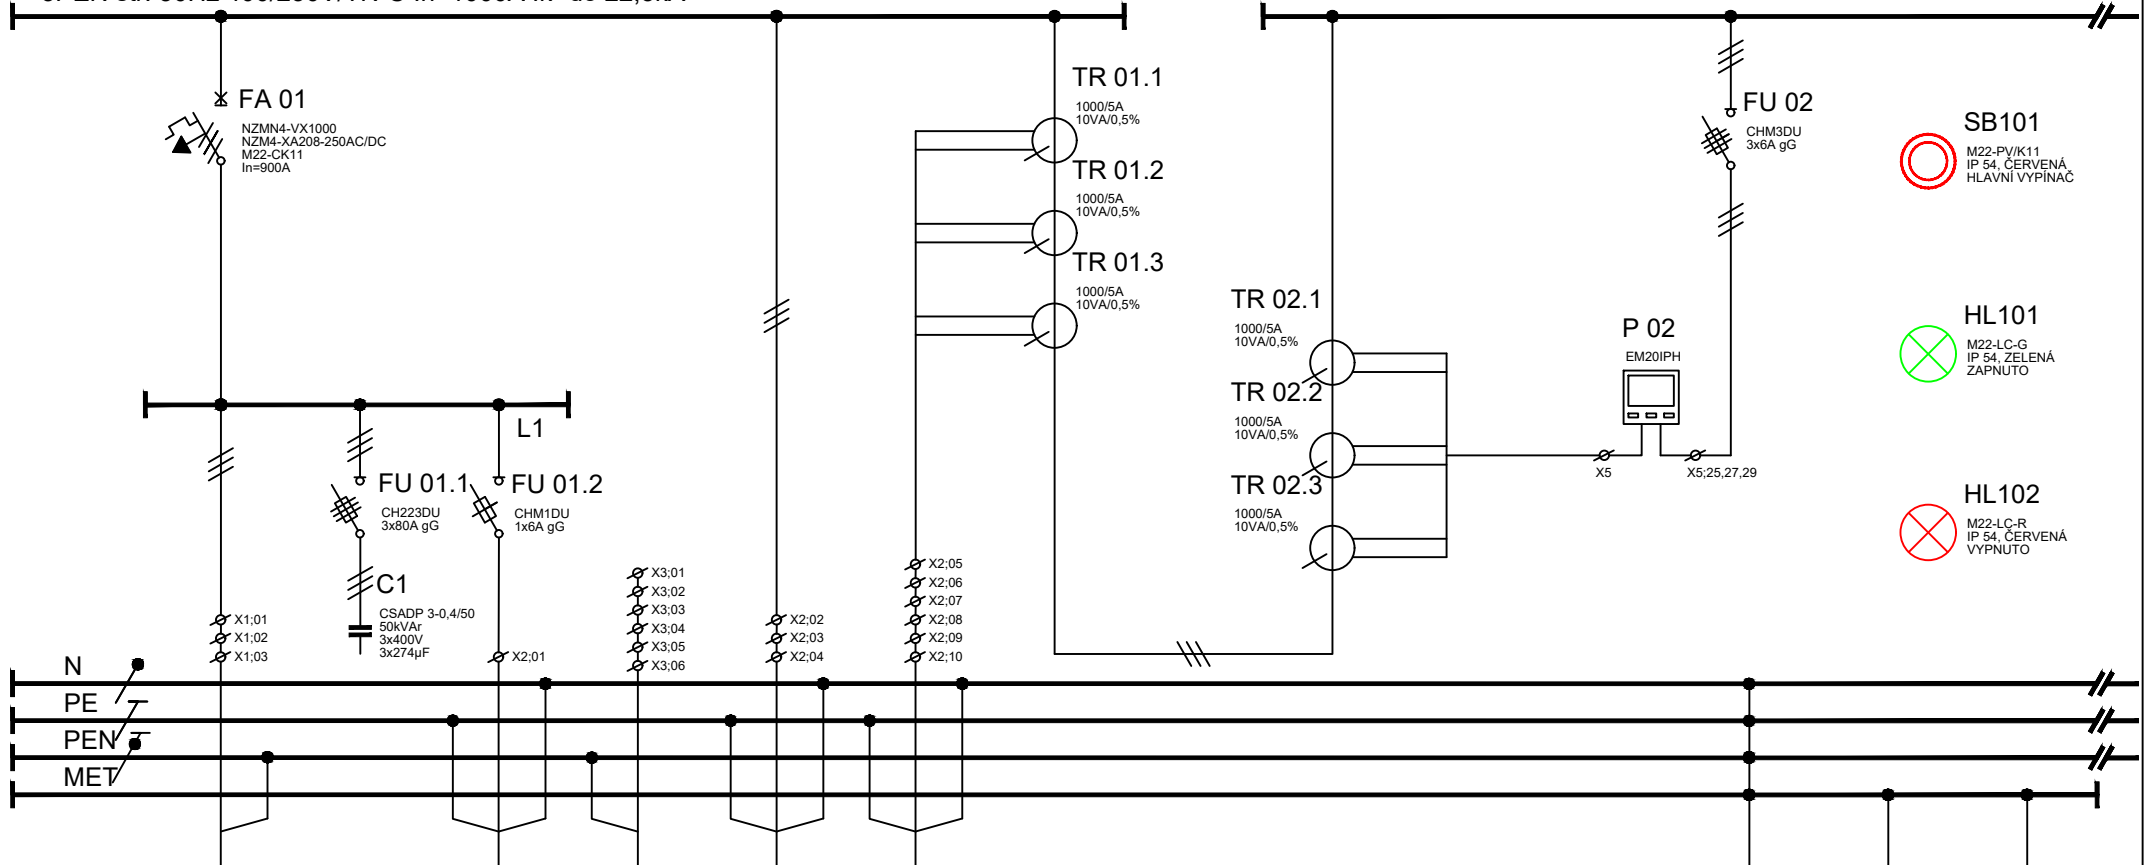 FA 01
NZMN4-VX1000
NZM4-XA208-250AC/DC
M22-CK11
In=900A
TR 01.1
1000/5A
10VA/0,5%
TR 01.2
1000/5A
10VA/0,5%
TR 01.3
1000/5A
10VA/0,5%
FU 02
CHM3DU
3x6A gG
SB101
M22-PV/K11
IP 54, ČERVENÁ
HLAVNÍ VYPÍNAČ
TR 02.1
1000/5A
10VA/0,5%
TR 02.2
1000/5A
10VA/0,5%
TR 02.3
1000/5A
10VA/0,5%
P 02
EM20IPH
X5
X5;25,27,29
HL101
M22-LC-G
IP 54, ZELENÁ
ZAPNUTO
HL102
M22-LC-R
IP 54, ČERVENÁ
VYPNUTO
L1
FU 01.1
CH223DU
3x80A gG
FU 01.2
CHM1DU
1x6A gG
C1
CSADP 3-0,4/50
50kVAr
3x400V
3x274µF
X1;01
X1;02
X1;03
X2;01
X3;01
X3;02
X3;03
X3;04
X3;05
X3;06
X2;02
X2;03
X2;04
X2;05
X2;06
X2;07
X2;08
X2;09
X2;10
N
PE
PEN
MET